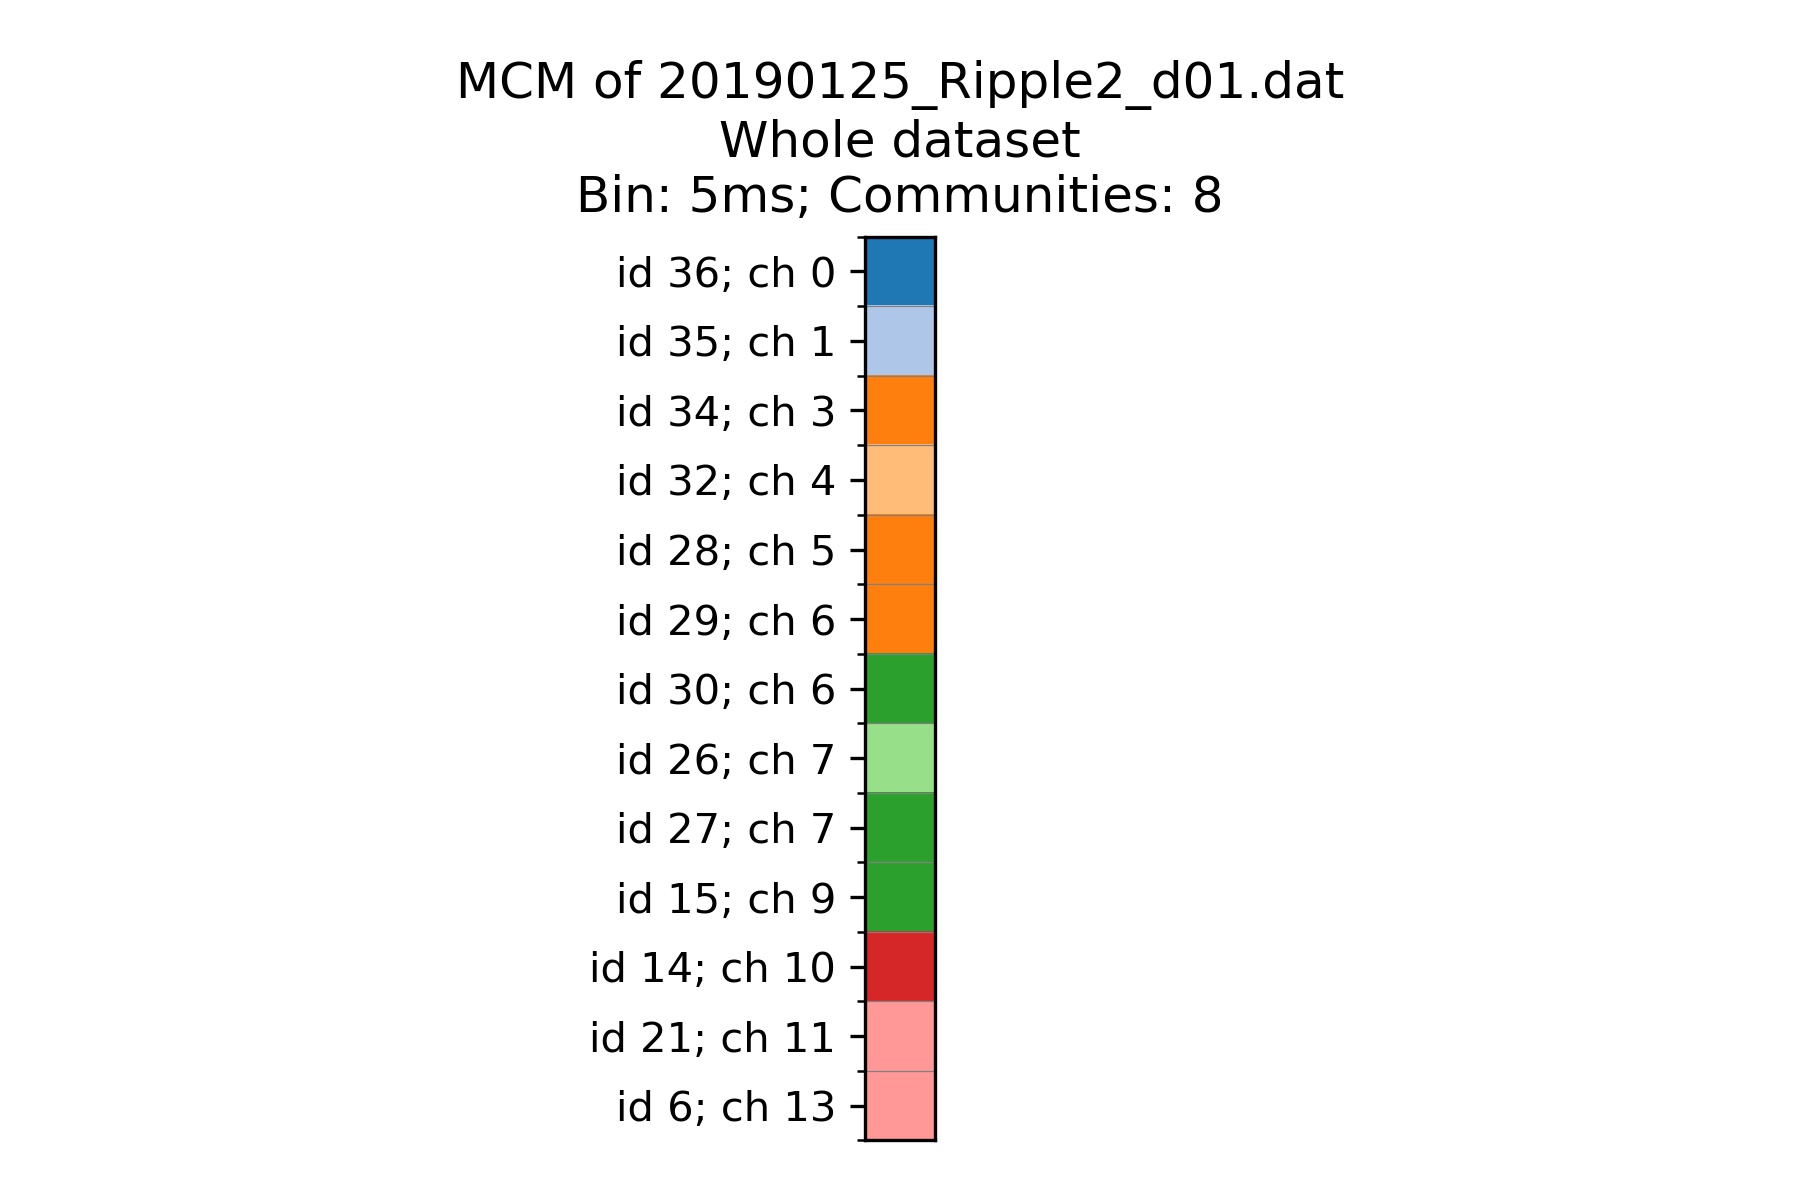 MCM of 20190125_Ripple2_d01.dat
Whole dataset
Bin: 5ms; Communities: 8
id 36; ch 0
id 35; ch 1
id 34; ch 3
id 32; ch 4
id 28; ch 5
id 29; ch 6
id 30; ch 6
id 26; ch 7
id 27; ch 7
id 15; ch 9
id 14; ch 10
id 21; ch 11
id 6; ch 13